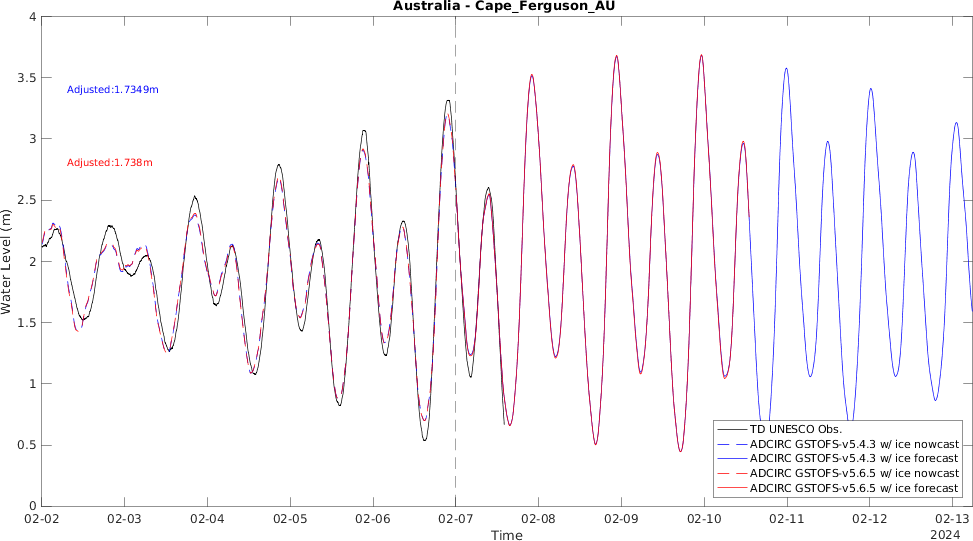 Australia - Cape_Ferguson_AU
Water Level (m)
4
3.5
3
2.5
2
1.5
1
0.5
0
Adjusted:1.7349m
Adjusted:1.738m
TD UNESCO Obs.
ADCIRC GSTOFS-v5.4.3 w/ ice nowcast
ADCIRC GSTOFS-v5.4.3 w/ ice forecast
ADCIRC GSTOFS-v5.6.5 w/ ice nowcast
ADCIRC GSTOFS-v5.6.5 w/ ice forecast
02-02 02-03 02-04 02-05 02-06 02-07 02-08 02-09 02-10 02-11 02-12 02-13
Time
2024